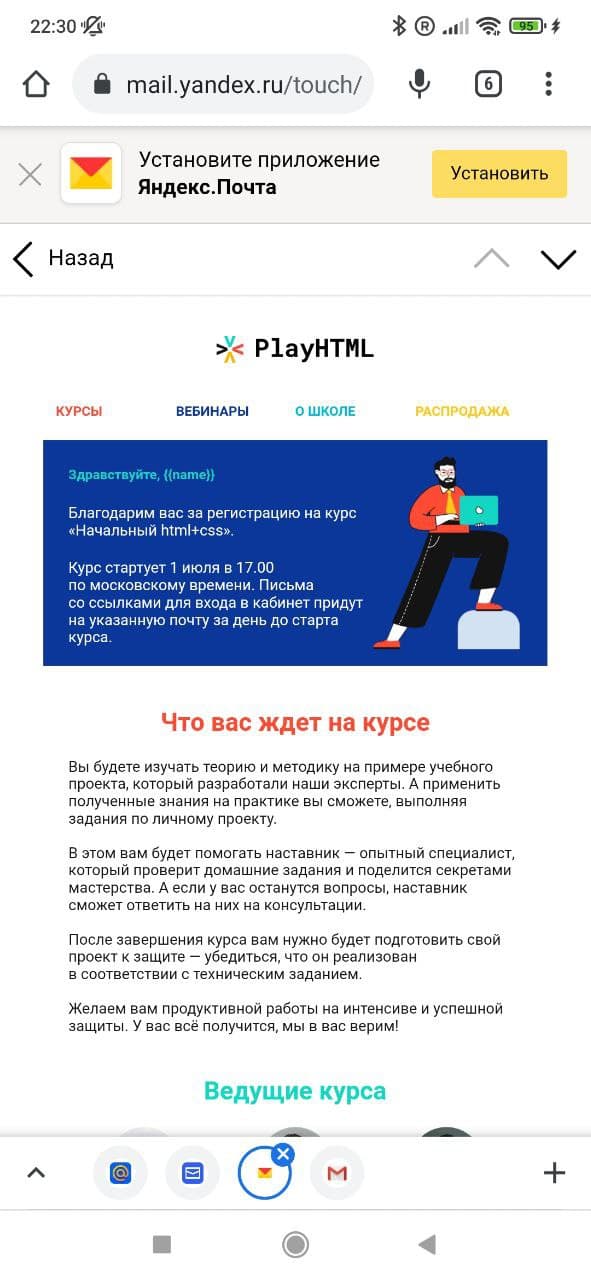 22:30
R
95
mail.yandex.ru/touch/
6
Установите приложение
Яндекс.Почта
Установить
Назад
PlayHTML
КУРСЫ ВЕБИНАРЫ О ШКОЛЕ РАСПРОДАЖА
Здравствуйте, {{name}}
Благодарим вас за регистрацию на курс
«Начальный html+css».
Курс стартует 1 июля в 17.00
по московскому времени. Письма
со ссылками для входа в кабинет придут
на указанную почту за день до старта
курса.
Что вас ждет на курсе
Вы будете изучать теорию и методику на примере учебного
проекта, который разработали наши эксперты. А применить
полученные знания на практике вы сможете, выполняя
задания по личному проекту.
В этом вам будет помогать наставник — опытный специалист,
который проверит домашние задания и поделится секретами
мастерства. А если у вас останутся вопросы, наставник
сможет ответить на них на консультации.
После завершения курса вам нужно будет подготовить свой
проект к защите — убедиться, что он реализован
в соответствии с техническим заданием.
Желаем вам продуктивной работы на интенсиве и успешной
защиты. У вас всё получится, мы в вас верим!
Ведущие курса